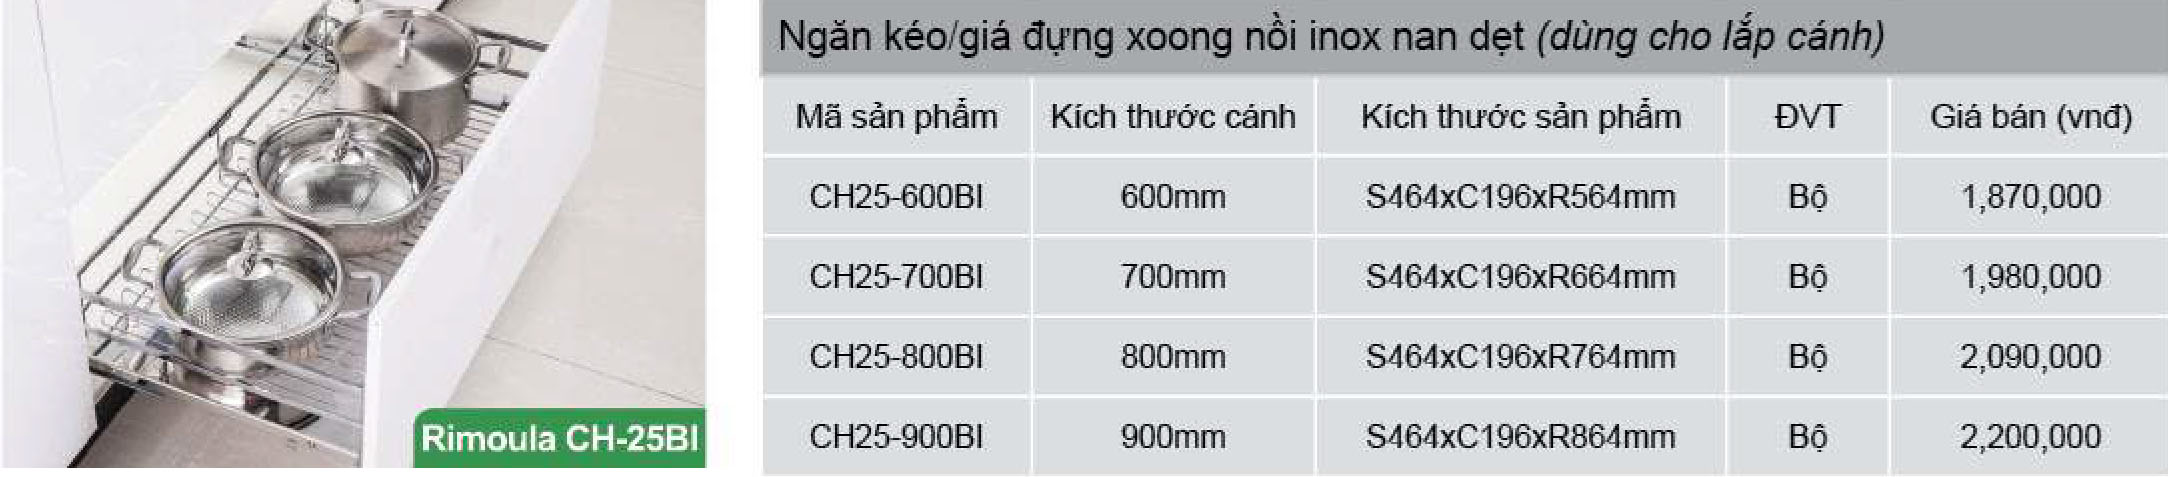 Rimoula CH-25BI
Ngăn kéo/giá đựng xoong nồi inox nan dẹt (dùng cho lắp cánh)
Mã sản phẩm Kích thước cánh Kích thước sản phẩm ĐVT Giá bán (vnđ)
CH25-600BI 600mm S464xC196xR564mm Bộ 1,870,000
CH25-700BI 700mm S464xC196xR664mm Bộ 1,980,000
CH25-800BI 800mm S464xC196xR764mm Bộ 2,090,000
CH25-900BI 900mm S464xC196xR864mm Bộ 2,200,000